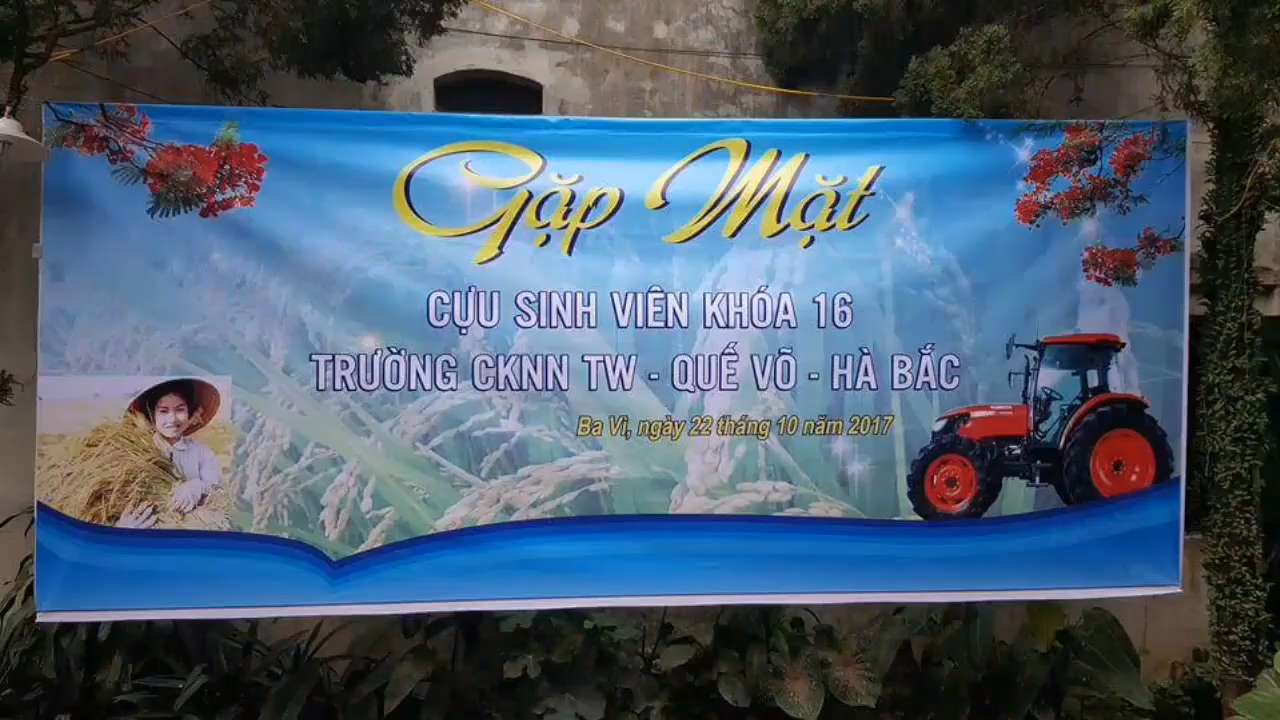 Gặp Mặt
CỰU SINH VIÊN KHÓA 16
TRƯỜNG CKNN TW - QUẾ VÕ - HÀ BẮC
Ba Vì, ngày 22 tháng 10 năm 2017